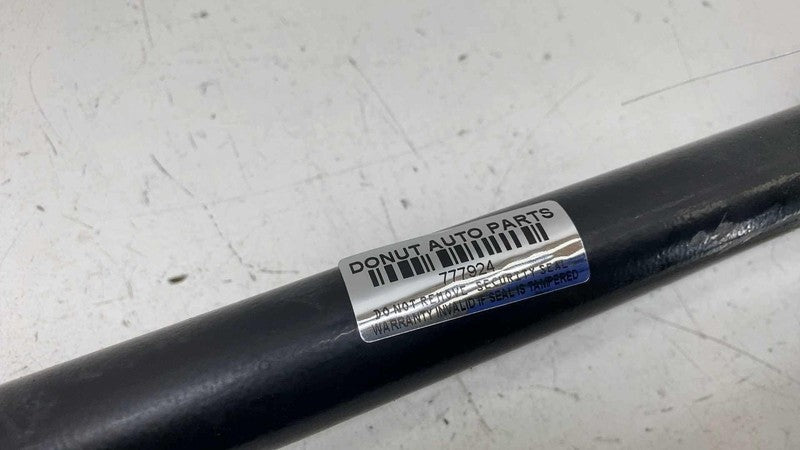 DONUT AUTO PARTS
777924
DO NOT REMOVE SECURITY SEAL
WARRANTY INVALID IF SEAL IS TAMPERED